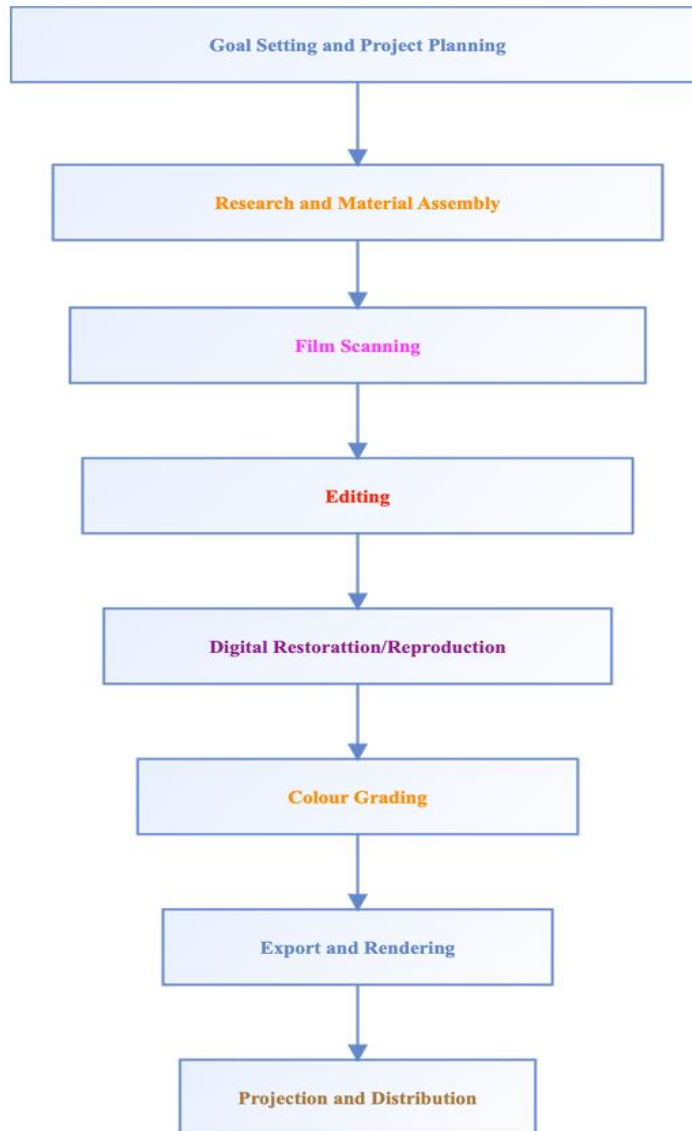 Goal Setting and Project Planning
Research and Material Assembly
Film Scanning
Editing
Digital Restorattion/Reproduction
Colour Grading
Export and Rendering
Projection and Distribution